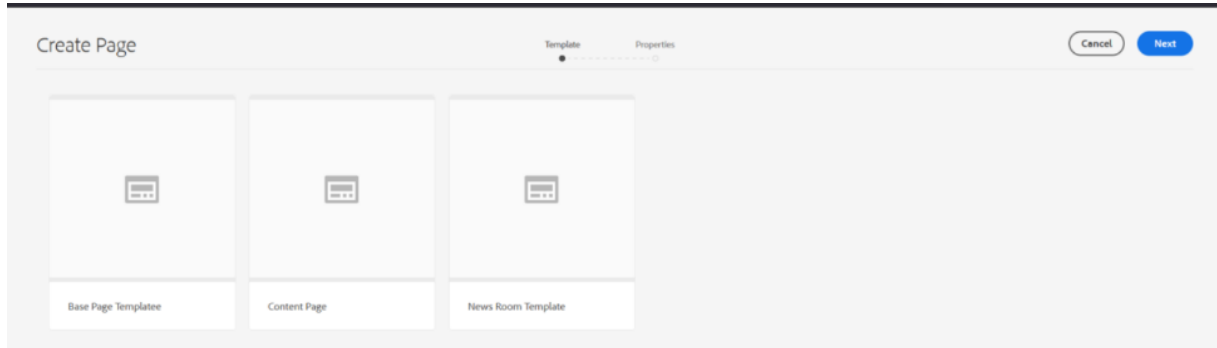 Create Page
Template
Properties
Cancel
Next
Base Page Templatee
Content Page
News Room Template